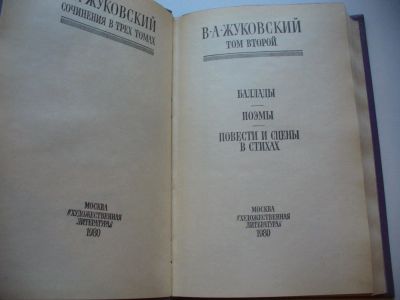 В·А·ЖУКОВСКИЙ
СОЧИНЕНИЯ В ТРЕХ ТОМАХ
МОСКВА
«ХУДОЖЕСТВЕННАЯ
ЛИТЕРАТУРА»
1980
В·А·ЖУКОВСКИЙ
ТОМ ВТОРОЙ
БАЛЛАДЫ
ПОЭМЫ
ПОВЕСТИ И СЦЕНЫ
В СТИХАХ
МОСКВА
«ХУДОЖЕСТВЕННАЯ
ЛИТЕРАТУРА»
1980